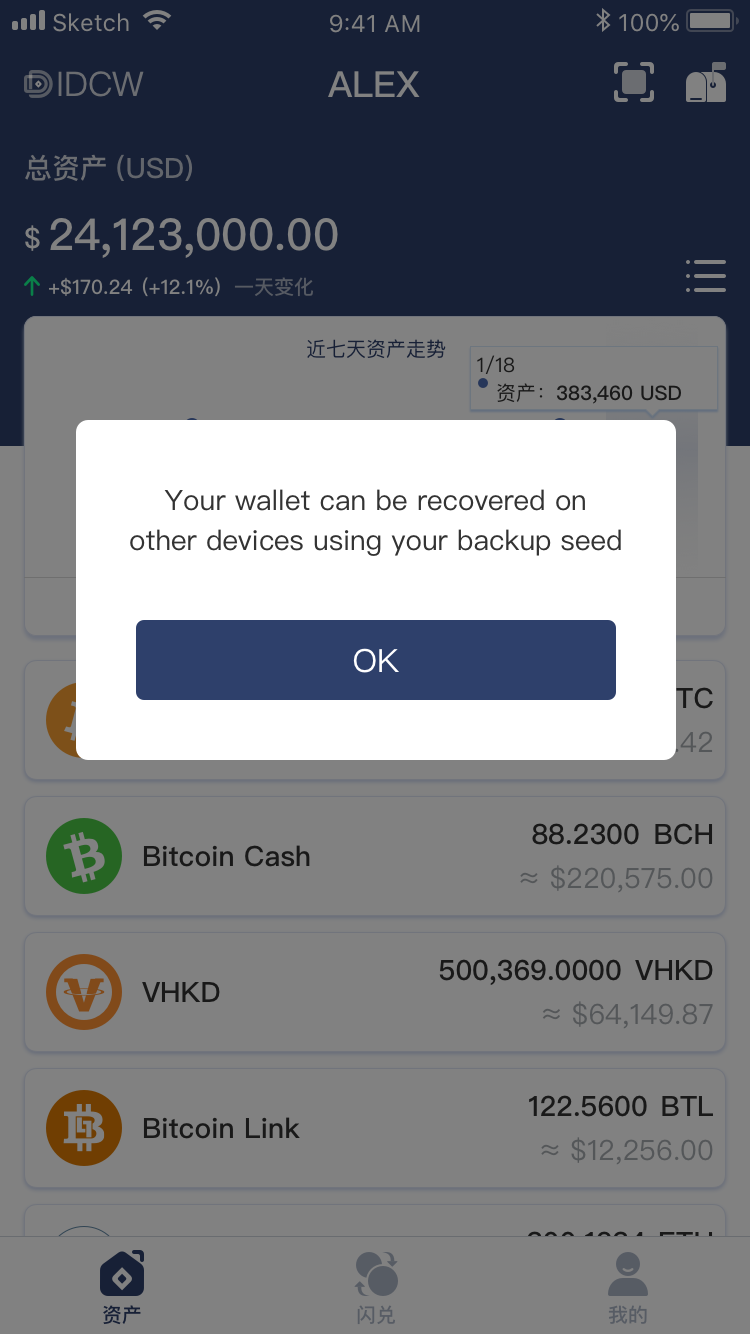 Sketch
9:41 AM
100%
IDCW
ALEX
总资产 (USD)
$ 24,123,000.00
+$170.24 (+12.1%) 一天变化
近七天资产走势
1/18
资产: 383,460 USD
Your wallet can be recovered on
other devices using your backup seed
OK
TC
.42
Bitcoin Cash
88.2300 BCH
≈ $220,575.00
VHKD
500,369.0000 VHKD
≈ $64,149.87
Bitcoin Link
122.5600 BTL
≈ $12,256.00
资产
闪兑
我的